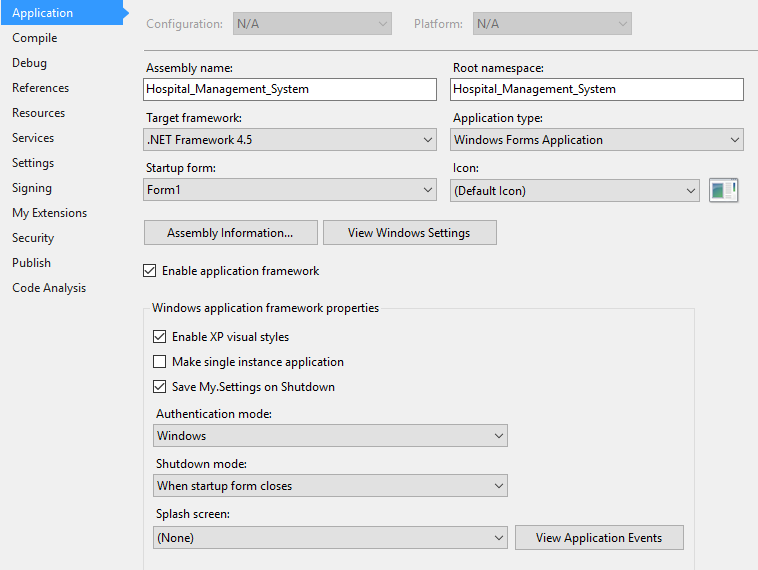 Application
Compile
Debug
References
Resources
Services
Settings
Signing
My Extensions
Security
Publish
Code Analysis
Configuration: N/A Platform: N/A
Assembly name: Root namespace:
Hospital_Management_System Hospital_Management_System
Target framework: Application type:
.NET Framework 4.5 Windows Forms Application
Startup form: Icon:
Form1 (Default Icon)
Assembly Information... View Windows Settings
Enable application framework
Windows application framework properties
Enable XP visual styles
Make single instance application
Save My.Settings on Shutdown
Authentication mode:
Windows
Shutdown mode:
When startup form closes
Splash screen:
(None) View Application Events